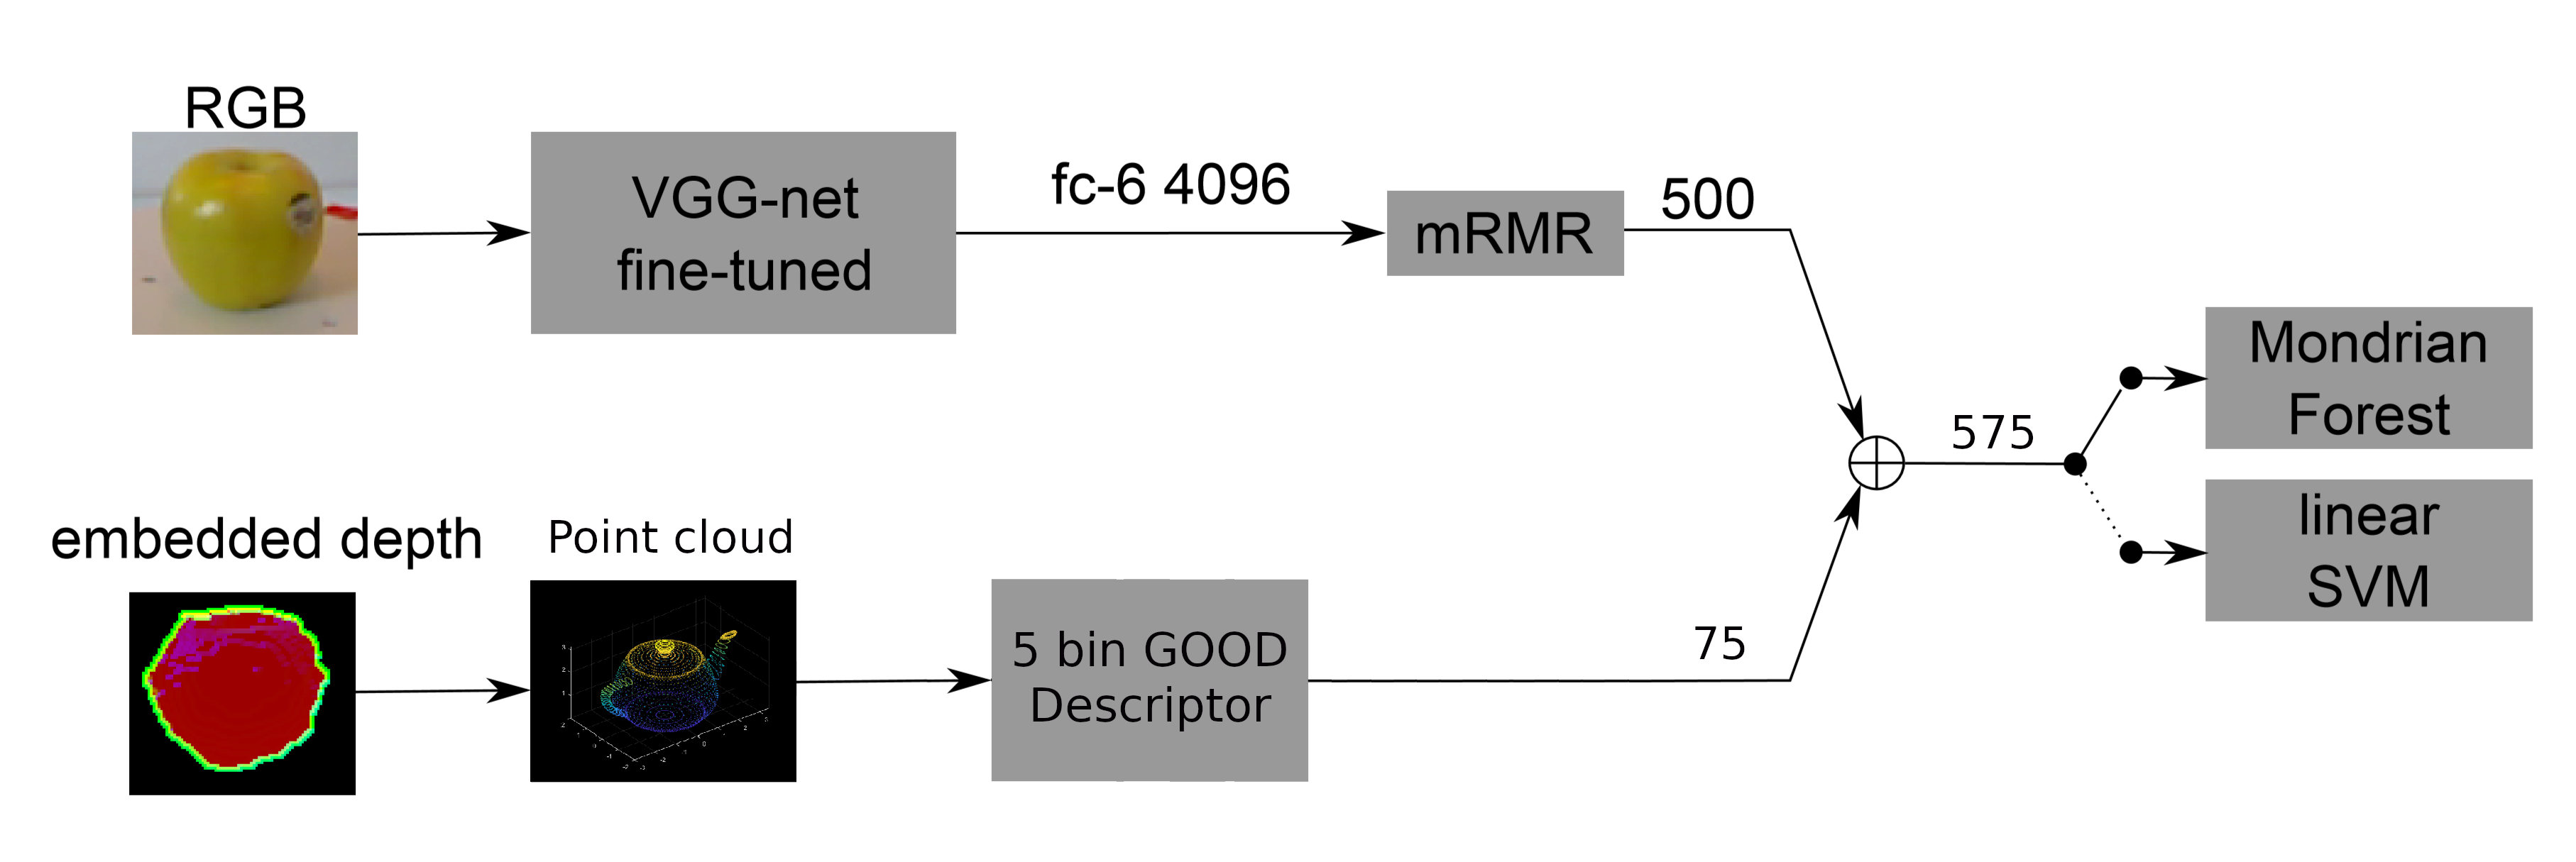 RGB
VGG-net
fine-tuned
fc-6 4096
mRMR
500
Mondrian
Forest
575
linear
SVM
embedded depth
Point cloud
5 bin GOOD
Descriptor
75